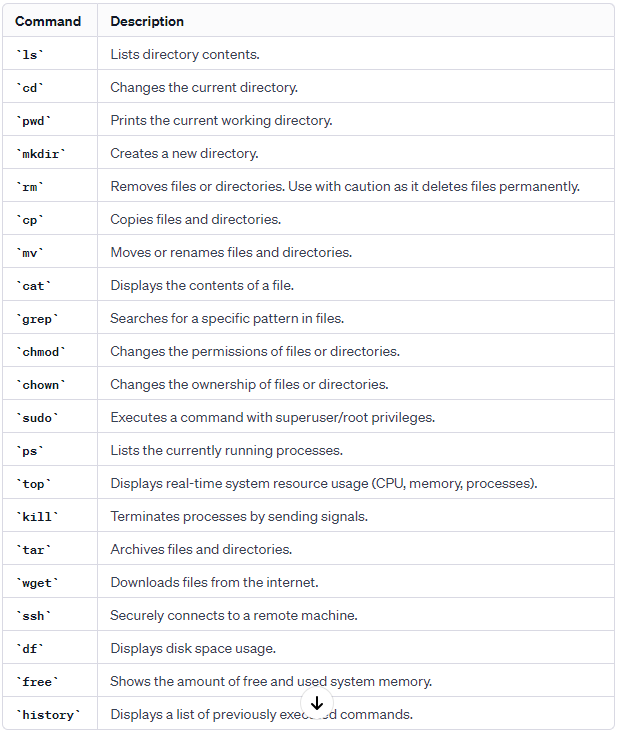 Command Description
`ls` Lists directory contents.
`cd` Changes the current directory.
`pwd` Prints the current working directory.
`mkdir` Creates a new directory.
`rm` Removes files or directories. Use with caution as it deletes files permanently.
`cp` Copies files and directories.
`mv` Moves or renames files and directories.
`cat` Displays the contents of a file.
`grep` Searches for a specific pattern in files.
`chmod` Changes the permissions of files or directories.
`chown` Changes the ownership of files or directories.
`sudo` Executes a command with superuser/root privileges.
`ps` Lists the currently running processes.
`top` Displays real-time system resource usage (CPU, memory, processes).
`kill` Terminates processes by sending signals.
`tar` Archives files and directories.
`wget` Downloads files from the internet.
`ssh` Securely connects to a remote machine.
`df` Displays disk space usage.
`free` Shows the amount of free and used system memory.
`history` Displays a list of previously executed commands.